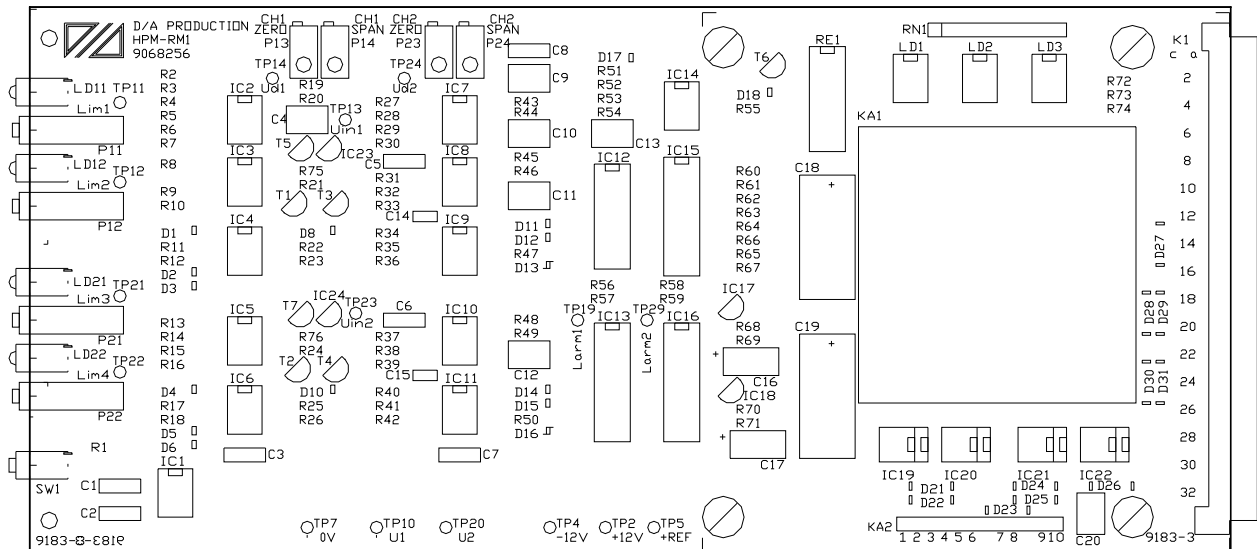 D/A PRODUCTION
HPM-RM1
9068256
CH1 ZERO P13
CH1 SPAN P14
CH2 ZERO P23
CH2 SPAN P24
TP14 Ud1
TP24 Ud2
C8
C9
D17
R51
R52
R53
R54
IC14
T6
D18
R55
RE1
RN1
LD1 LD2 LD3
K1
c a
R72
R73
R74
KA1
LD11 TP11
Lim1
P11
LD12 TP12
Lim2
P12
LD21 TP21
Lim3
P21
LD22 TP22
Lim4
P22
R1
SW1
C1
C2
IC1
R2
R3
R4
R5
R6
R7
R8
R9
R10
D1
R11
R12
D2
D3
R13
R14
R15
R16
D4
R17
R18
D5
D6
IC2
IC3
IC4
IC5
IC6
C3
R19
R20
C4
TP13
Uin1
T5
IC23
R75
R21
T1 T3
D8
R22
R23
T7
IC24
TP23
Uin2
R76
R24
T2 T4
D10
R25
R26
R27
R28
R29
R30
C5
R31
R32
R33
C14
R34
R35
R36
C6
R37
R38
R39
C15
R40
R41
R42
IC7
IC8
IC9
IC10
IC11
C7
R43
R44
C10
R45
R46
C11
D11
D12
R47
D13
R48
R49
C12
D14
D15
R50
D16
C13
IC12
IC15
R56
R57
R58
R59
TP19
Larm1
IC13
TP29
Larm2
IC16
R60
R61
R62
R63
R64
R66
R65
R67
IC17
R68
R69
+
C16
IC18
R70
R71
+
C17
C18
+
C19
+
2
4
6
8
10
12
14
16
18
20
22
24
26
28
30
32
D27
D28 D29
D30 D31
IC19 IC20 IC21 IC22
D21
D22
D24
D25
D26
D23
KA2
1 2 3 4 5 6 7 8 9 10
C20
9183-3
TP7
0V
TP10
U1
TP20
U2
TP4
-12V
TP2
+12V
TP5
+REF